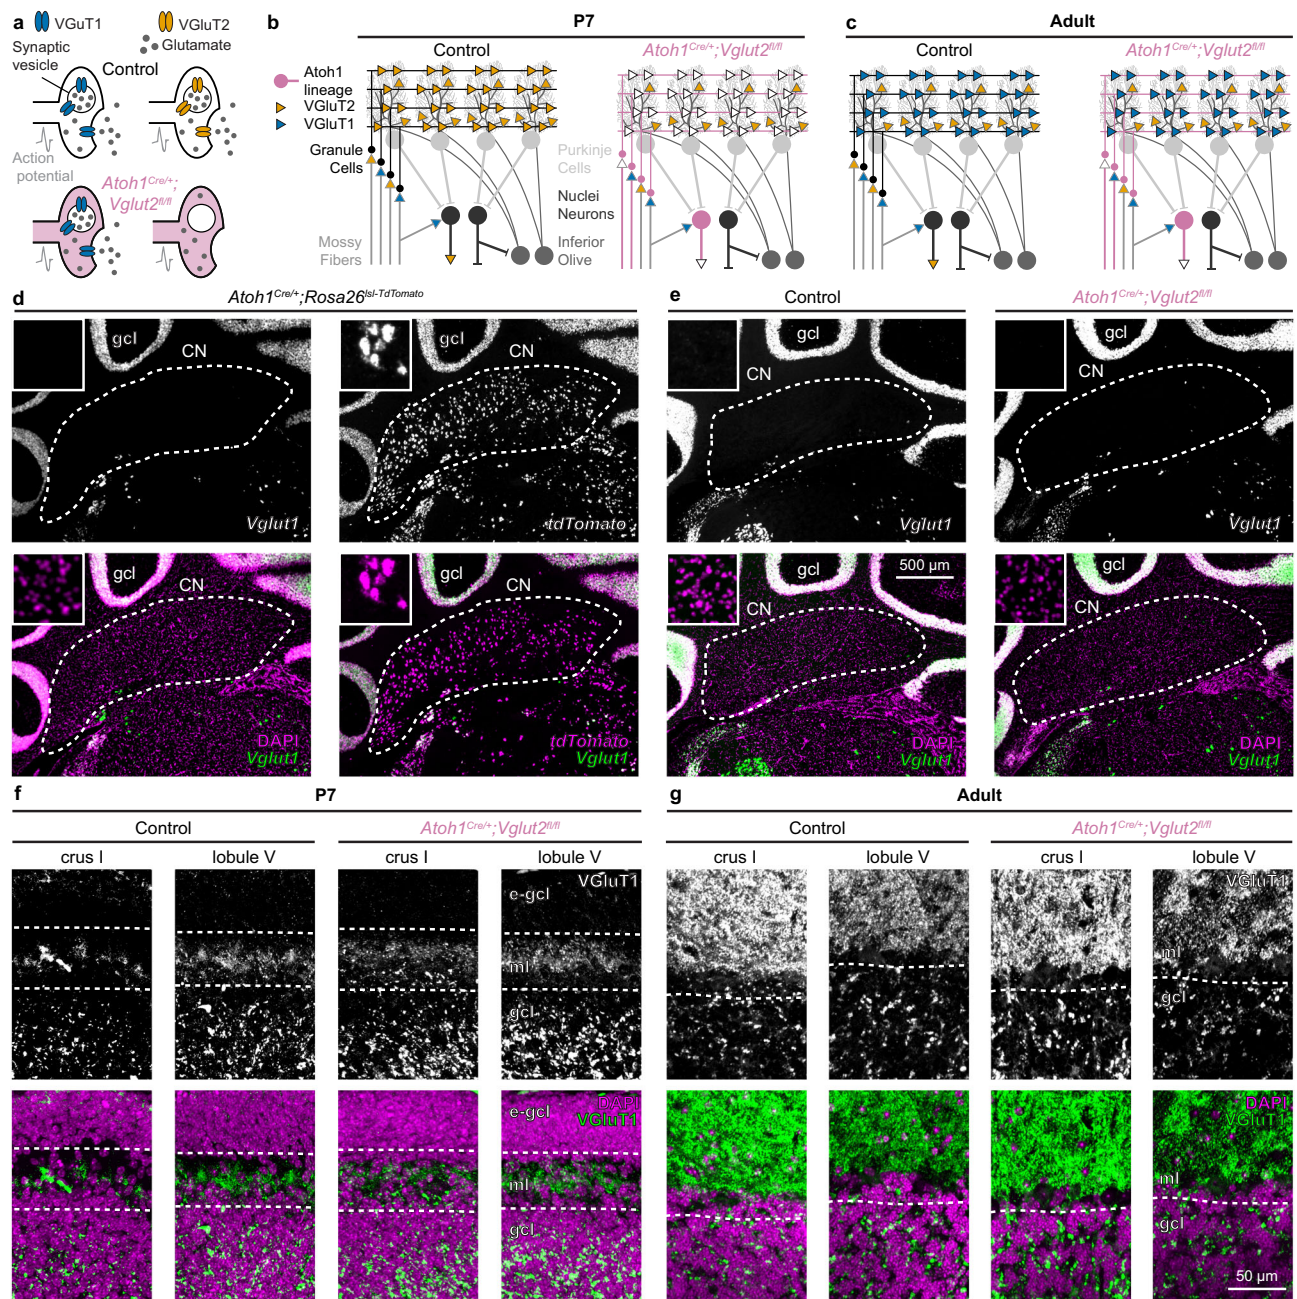 a
VGuT1
VGluT2
Synaptic
vesicle
Glutamate
Control
Action
potential
Atoh1Cre/+;
Vglut2fl/fl
b
P7
Control
Atoh1Cre/+;Vglut2fl/fl
Atoh1
lineage
VGluT2
VGluT1
Granule
Cells
Purkinje
Cells
Nuclei
Neurons
Mossy
Fibers
Inferior
Olive
c
Adult
Control
Atoh1Cre/+;Vglut2fl/fl
d
Atoh1Cre/+;Rosa26lsl-TdTomato
gcl
CN
Vglut1
gcl
CN
tdTomato
gcl
CN
DAPI
Vglut1
gcl
CN
tdTomato
Vglut1
e
Control
Atoh1Cre/+;Vglut2fl/fl
gcl
CN
Vglut1
gcl
CN
Vglut1
gcl
500 µm
CN
DAPI
Vglut1
gcl
CN
DAPI
Vglut1
f
P7
Control
Atoh1Cre/+;Vglut2fl/fl
crus I
lobule V
crus I
lobule V
VGluT1
e-gcl
ml
gcl
DAPI
e-gcl
VGluT1
ml
gcl
g
Adult
Control
Atoh1Cre/+;Vglut2fl/fl
crus I
lobule V
crus I
lobule V
VGluT1
ml
gcl
DAPI
VGluT1
ml
gcl
50 µm